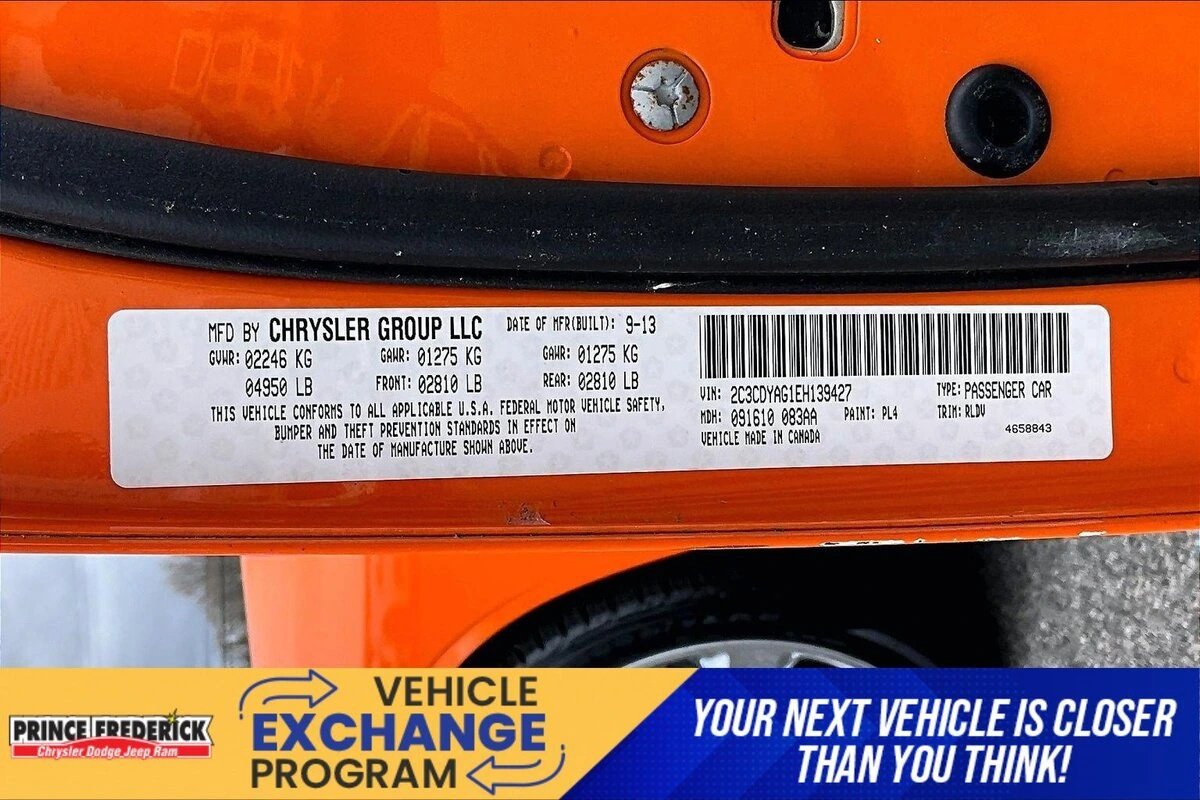 MFD BY CHRYSLER GROUP LLC DATE OF MFR(BUILT): 9-13
GVWR: 02246 KG GAWR: 01275 KG GAWR: 01275 KG
04950 LB FRONT: 02810 LB REAR: 02810 LB
THIS VEHICLE CONFORMS TO ALL APPLICABLE U.S.A. FEDERAL MOTOR VEHICLE SAFETY,
BUMPER AND THEFT PREVENTION STANDARDS IN EFFECT ON
THE DATE OF MANUFACTURE SHOWN ABOVE.
VIN: 2C3CDYAG1EH139427 TYPE: PASSENGER CAR
MDH: 091610 083AA PAINT: PL4 TRIM: RLDV
VEHICLE MADE IN CANADA 4658843
PRINCE FREDERICK
Chrysler Dodge Jeep Ram
VEHICLE
EXCHANGE
PROGRAM
YOUR NEXT VEHICLE IS CLOSER
THAN YOU THINK!